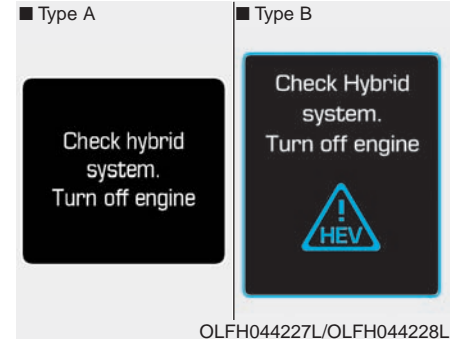 ■ Type A
■ Type B
Check hybrid
system.
Turn off engine
Check Hybrid
system.
Turn off engine
!
HEV
OLFH044227L/OLFH044228L